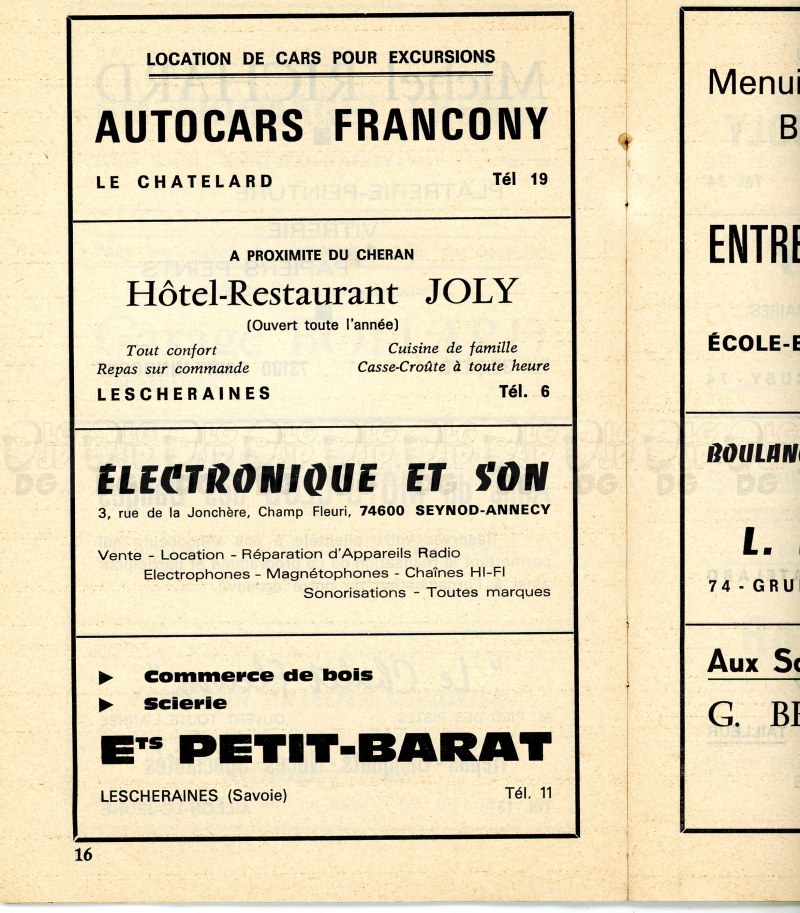 LOCATION DE CARS POUR EXCURSIONS
AUTOCARS FRANCONY
LE CHATELARD Tél 19
A PROXIMITE DU CHERAN
Hôtel-Restaurant JOLY
(Ouvert toute l'année)
Tout confort Cuisine de famille
Repas sur commande Casse-Croûte à toute heure
LESCHERAINES Tél. 6
ÉLECTRONIQUE ET SON
3, rue de la Jonchère, Champ Fleuri, 74600 SEYNOD-ANNECY
Vente - Location - Réparation d'Appareils Radio
Electrophones - Magnétophones - Chaînes HI-FI
Sonorisations - Toutes marques
Commerce de bois
Scierie
Ets PETIT-BARAT
LESCHERAINES (Savoie) Tél. 11
16
Menui
B
ENTRE
ÉCOLE-E
BOULANG
L.
74 - GRU
Aux So
G. BE